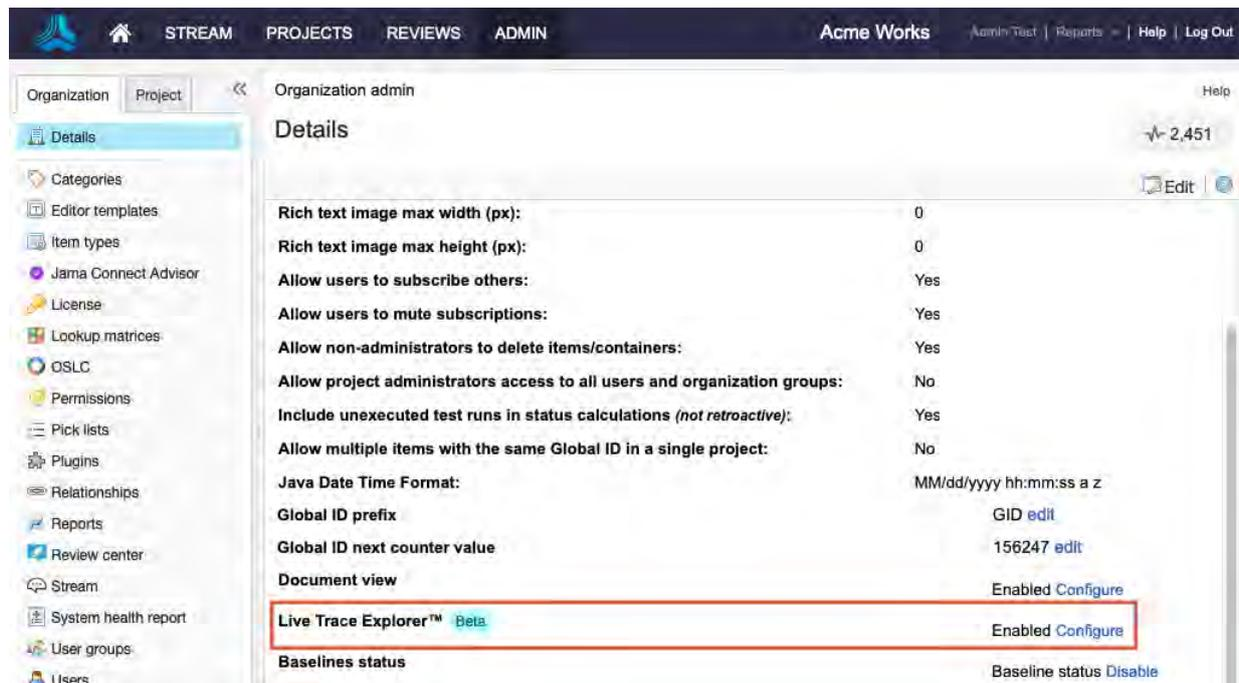 STREAM PROJECTS REVIEWS ADMIN Acme Works Admin Test | Reports | Help | Log Out
Organization Project « Organization admin Help
Details Details 2,451
Categories
Edit
Editor templates
Rich text image max width (px): 0
Item types
Rich text image max height (px): 0
Jama Connect Advisor
Allow users to subscribe others: Yes
License
Allow users to mute subscriptions: Yes
Lookup matrices
Allow non-administrators to delete items/containers: Yes
OSLC
Allow project administrators access to all users and organization groups: No
Permissions
Include unexecuted test runs in status calculations (not retroactive): Yes
Pick lists
Allow multiple items with the same Global ID in a single project: No
Plugins
Java Date Time Format: MM/dd/yyyy hh:mm:ss a z
Relationships
Global ID prefix GID edit
Reports
Global ID next counter value 156247 edit
Review center
Document view Enabled Configure
Stream
Live Trace Explorer™ Beta Enabled Configure
System health report
User groups
Baselines status Baseline status Disable
Users